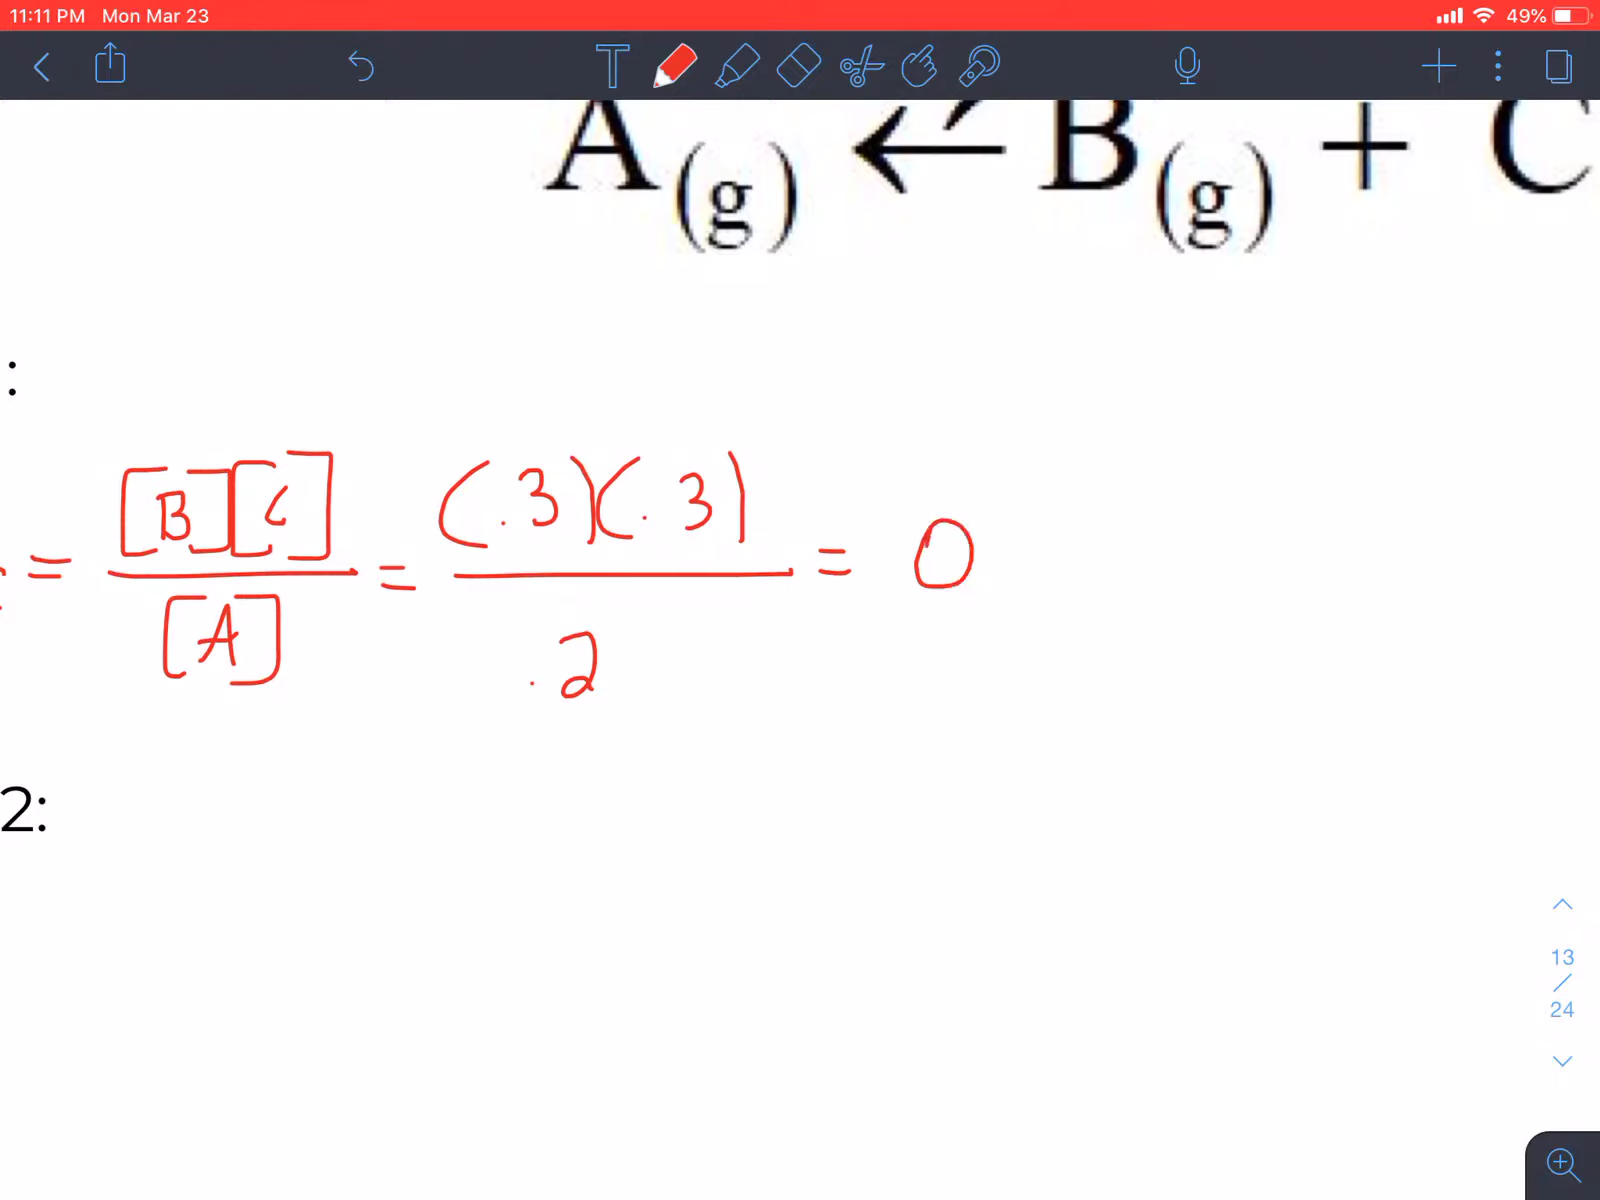 11:11 PM Mon Mar 23 49%
A(g) ← B(g) + C
:
= [B][C] / [A] = (.3)(.3) / .2 = 0
2:
13
/
24